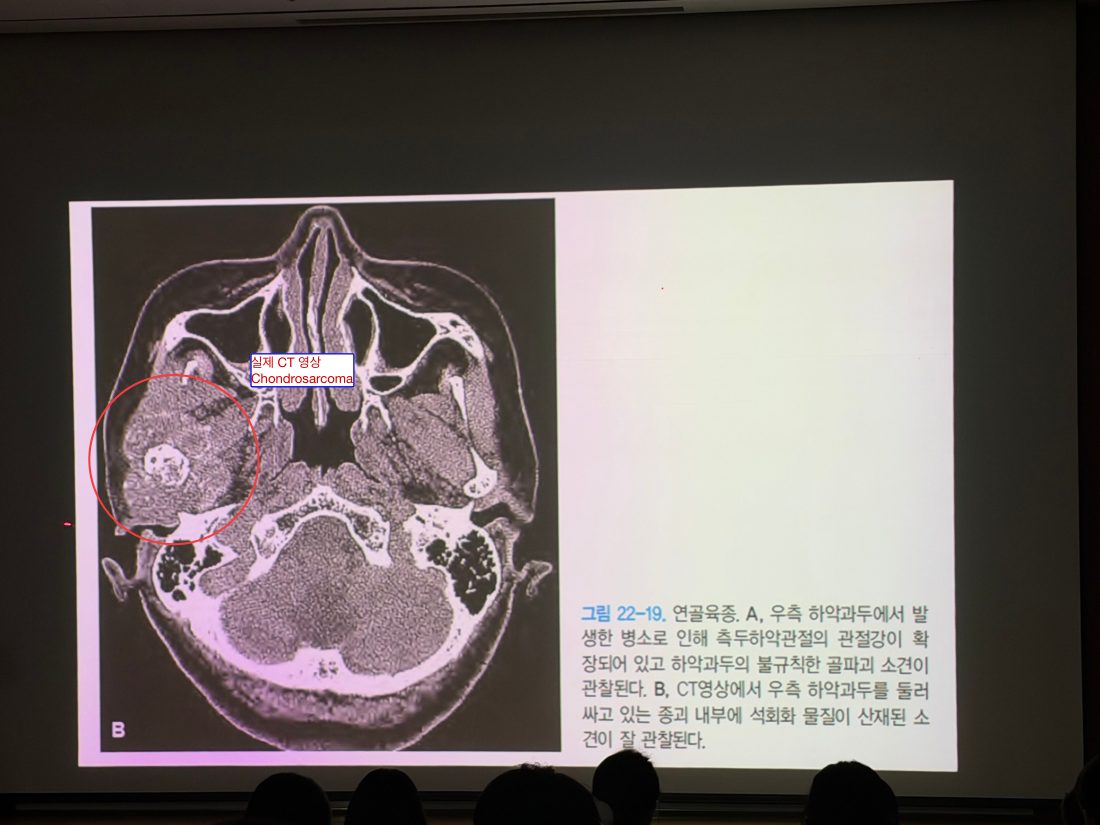 실제 CT 영상
Chondrosarcoma
그림 22-19. 연골육종. A, 우측 하악과두에서 발
생한 병소로 인해 측두하악관절의 관절강이 확
장되어 있고 하악과두의 불규칙한 골파괴 소견이
관찰된다. B, CT영상에서 우측 하악과두를 둘러
싸고 있는 종괴 내부에 석회화 물질이 산재된 소
견이 잘 관찰된다.
B